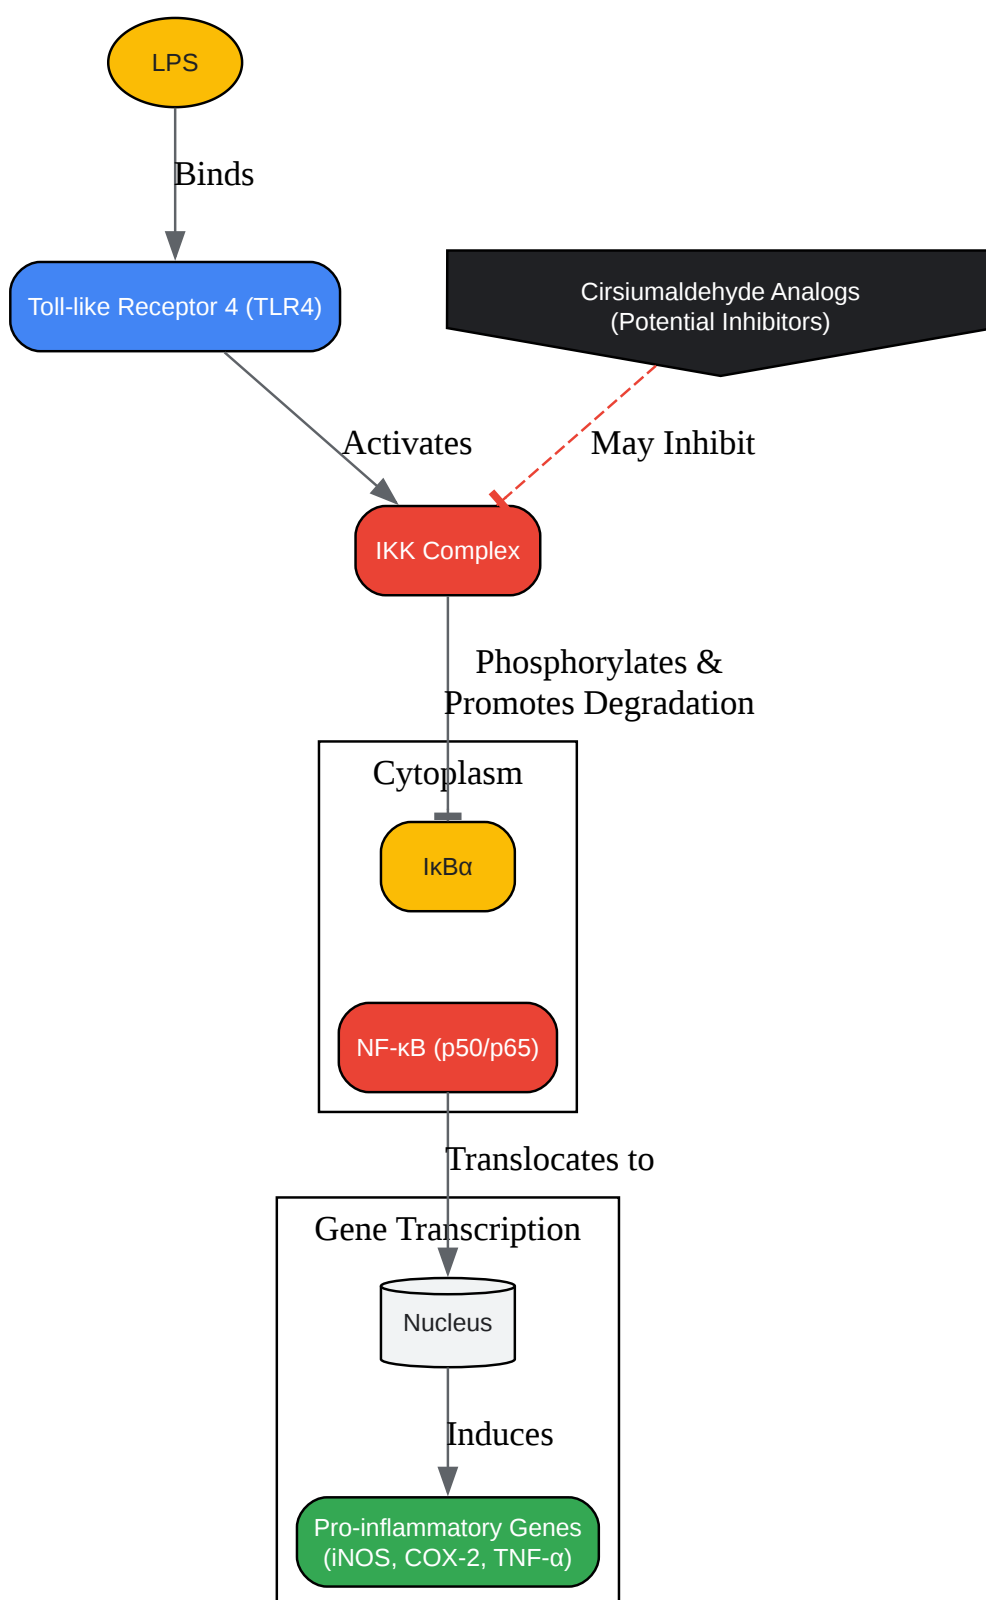 LPS
Binds
Toll-like Receptor 4 (TLR4)
Cirsiumaldehyde Analogs
(Potential Inhibitors)
Activates
May Inhibit
IKK Complex
Phosphorylates &
Promotes Degradation
Cytoplasm
IκBα
NF-κB (p50/p65)
Translocates to
Gene Transcription
Nucleus
Induces
Pro-inflammatory Genes
(iNOS, COX-2, TNF-α)